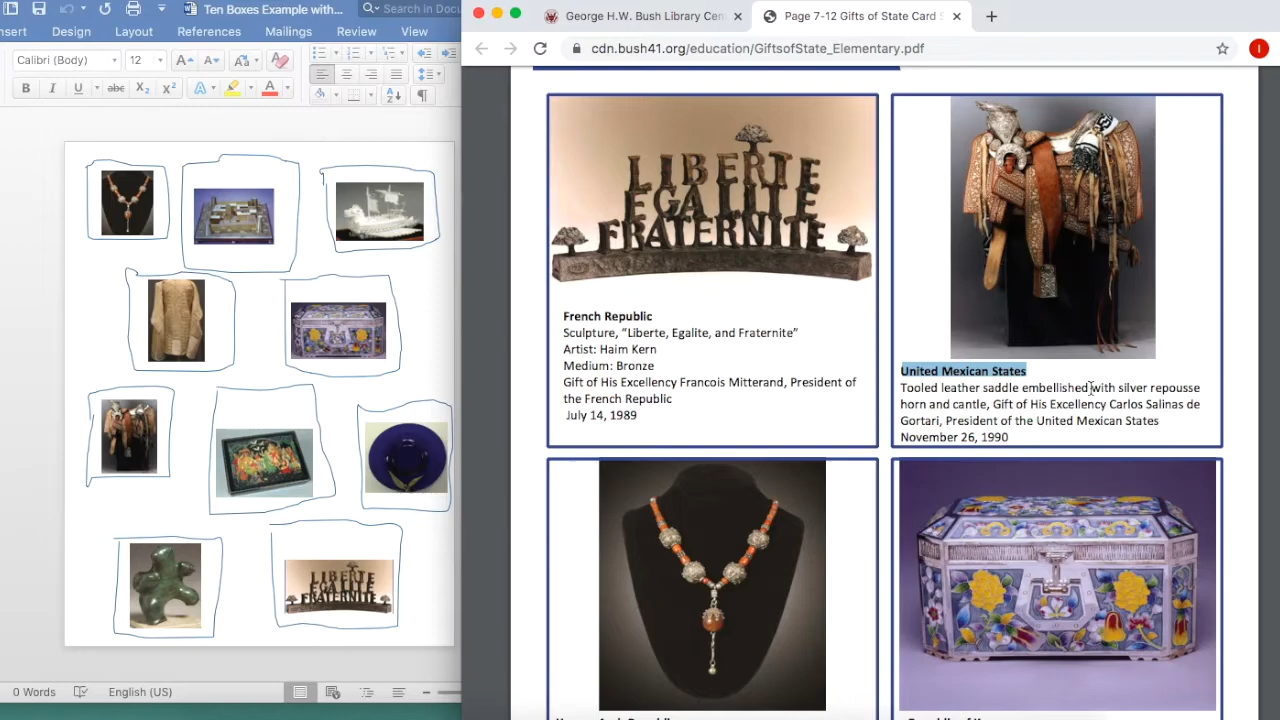 Ten Boxes Example with...
Search in Docu
George H.W. Bush Library Cen
Page 7-12 Gifts of State Card S
cdn.bush41.org/education/GiftsofState_Elementary.pdf
nsert
Design
Layout
References
Mailings
Review
View
alibri (Body)
12
LIBERTE
EGALITE
FRATERNITE
French Republic
Sculpture, "Liberte, Egalite, and Fraternite"
Artist: Haim Kern
Medium: Bronze
Gift of His Excellency Francois Mitterand, President of
the French Republic
July 14, 1989
United Mexican States
Tooled leather saddle embellished with silver repousse
horn and cantle, Gift of His Excellency Carlos Salinas de
Gortari, President of the United Mexican States
November 26, 1990
LIBERTE
EGALITE
FRATERNITE
0 Words
English (US)